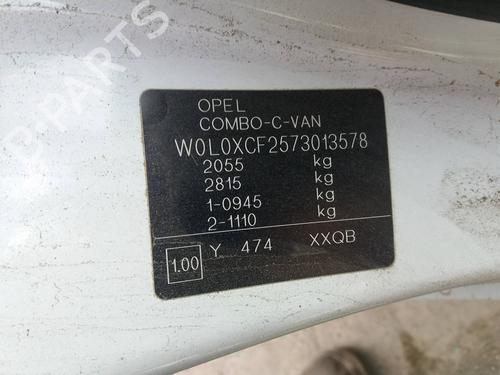 OPEL
COMBO-C-VAN
W0L0XCF2573013578
2055 kg
2815 kg
1-0945 kg
2-1110 kg
1.00 Y 474 XXQB
B-PARTS